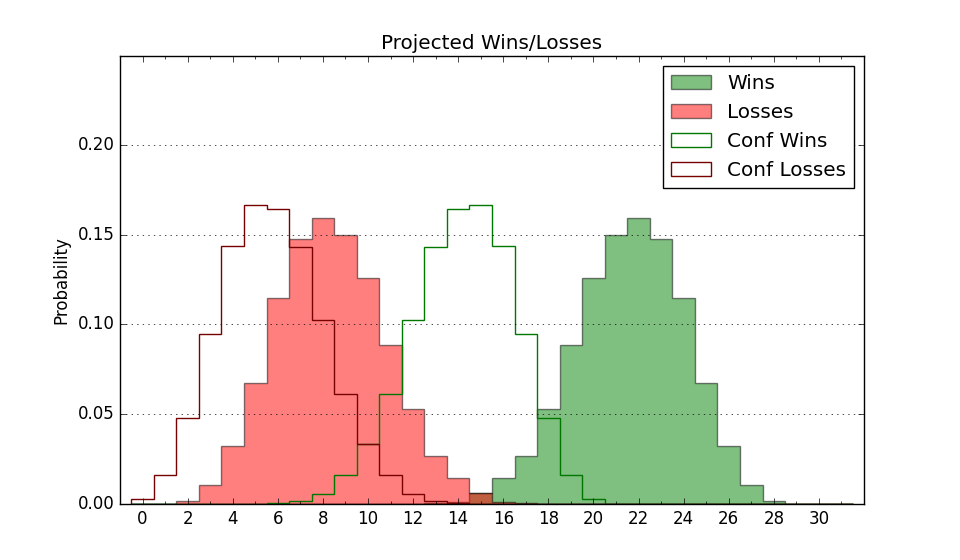 Projected Wins/Losses
Wins
Losses
Conf Wins
Conf Losses
Probability
0.20
0.15
0.10
0.05
0.00
0 2 4 6 8 10 12 14 16 18 20 22 24 26 28 30